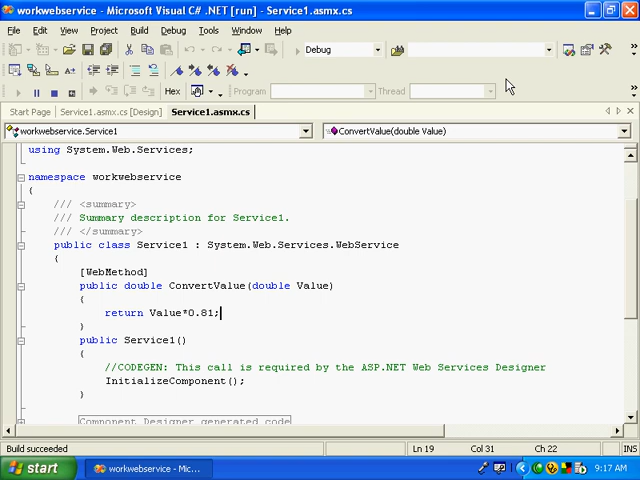 workwebservice - Microsoft Visual C# .NET [run] - Service1.asmx.cs
File Edit View Project Build Debug Tools Window Help
Debug
Hex Program Thread
Start Page Service1.asmx.cs [Design] Service1.asmx.cs
workwebservice.Service1 ConvertValue(double Value)
using System.Web.Services;
namespace workwebservice
{
/// <summary>
/// Summary description for Service1.
/// </summary>
public class Service1 : System.Web.Services.WebService
{
[WebMethod]
public double ConvertValue(double Value)
{
return Value*0.81;
}
public Service1()
{
//CODEGEN: This call is required by the ASP.NET Web Services Designer
InitializeComponent();
}
Component Designer generated code
Build succeeded Ln 19 Col 31 Ch 22 INS
start workwebservice - Mic... 9:17 AM